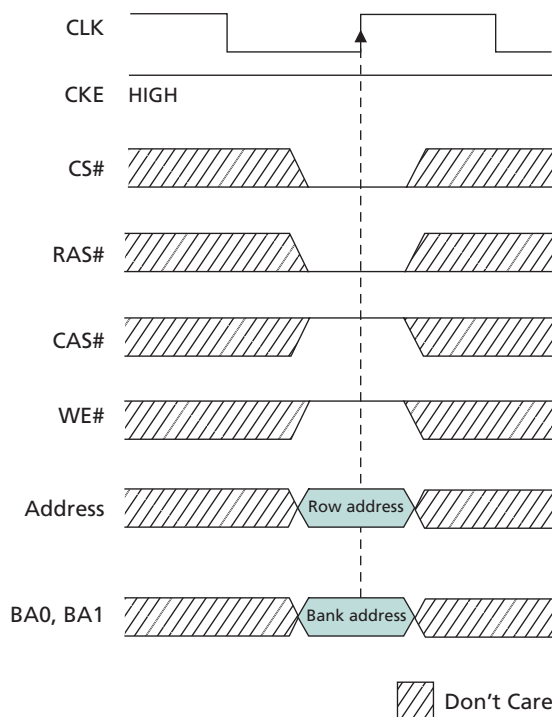 CLK
CKE HIGH
CS#
RAS#
CAS#
WE#
Address Row address
BA0, BA1 Bank address
Don't Care